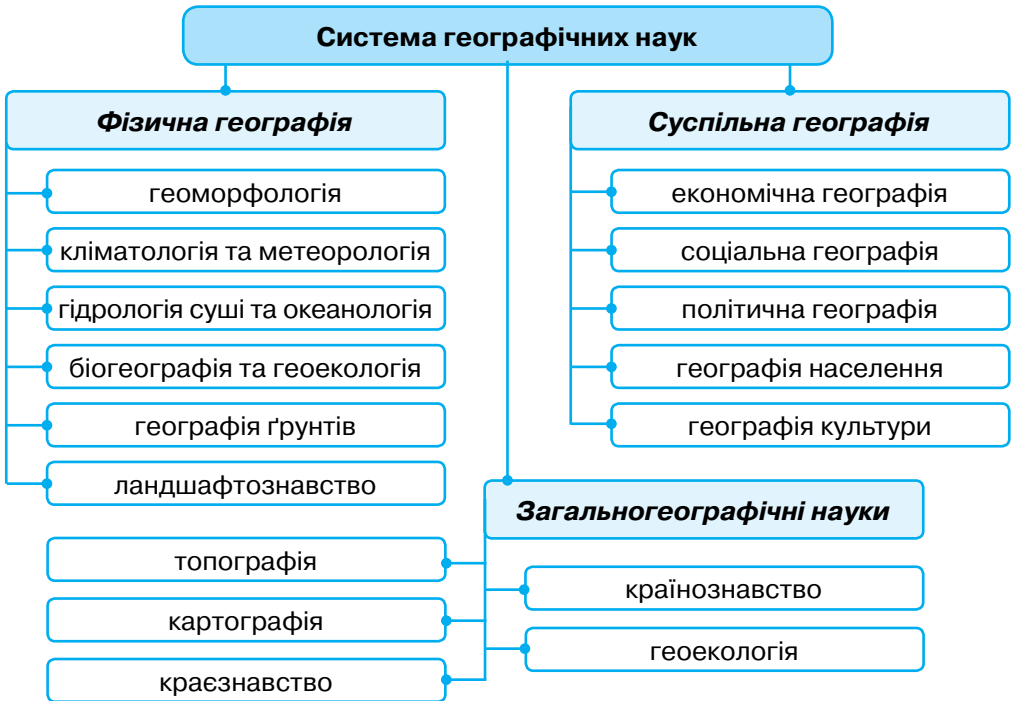 Система географічних наук
Фізична географія
геоморфологія
кліматологія та метеорологія
гідрологія суші та океанологія
біогеографія та геоекологія
географія ґрунтів
ландшафтознавство
Суспільна географія
економічна географія
соціальна географія
політична географія
географія населення
географія культури
Загальногеографічні науки
топографія
картографія
краєзнавство
країнознавство
геоекологія